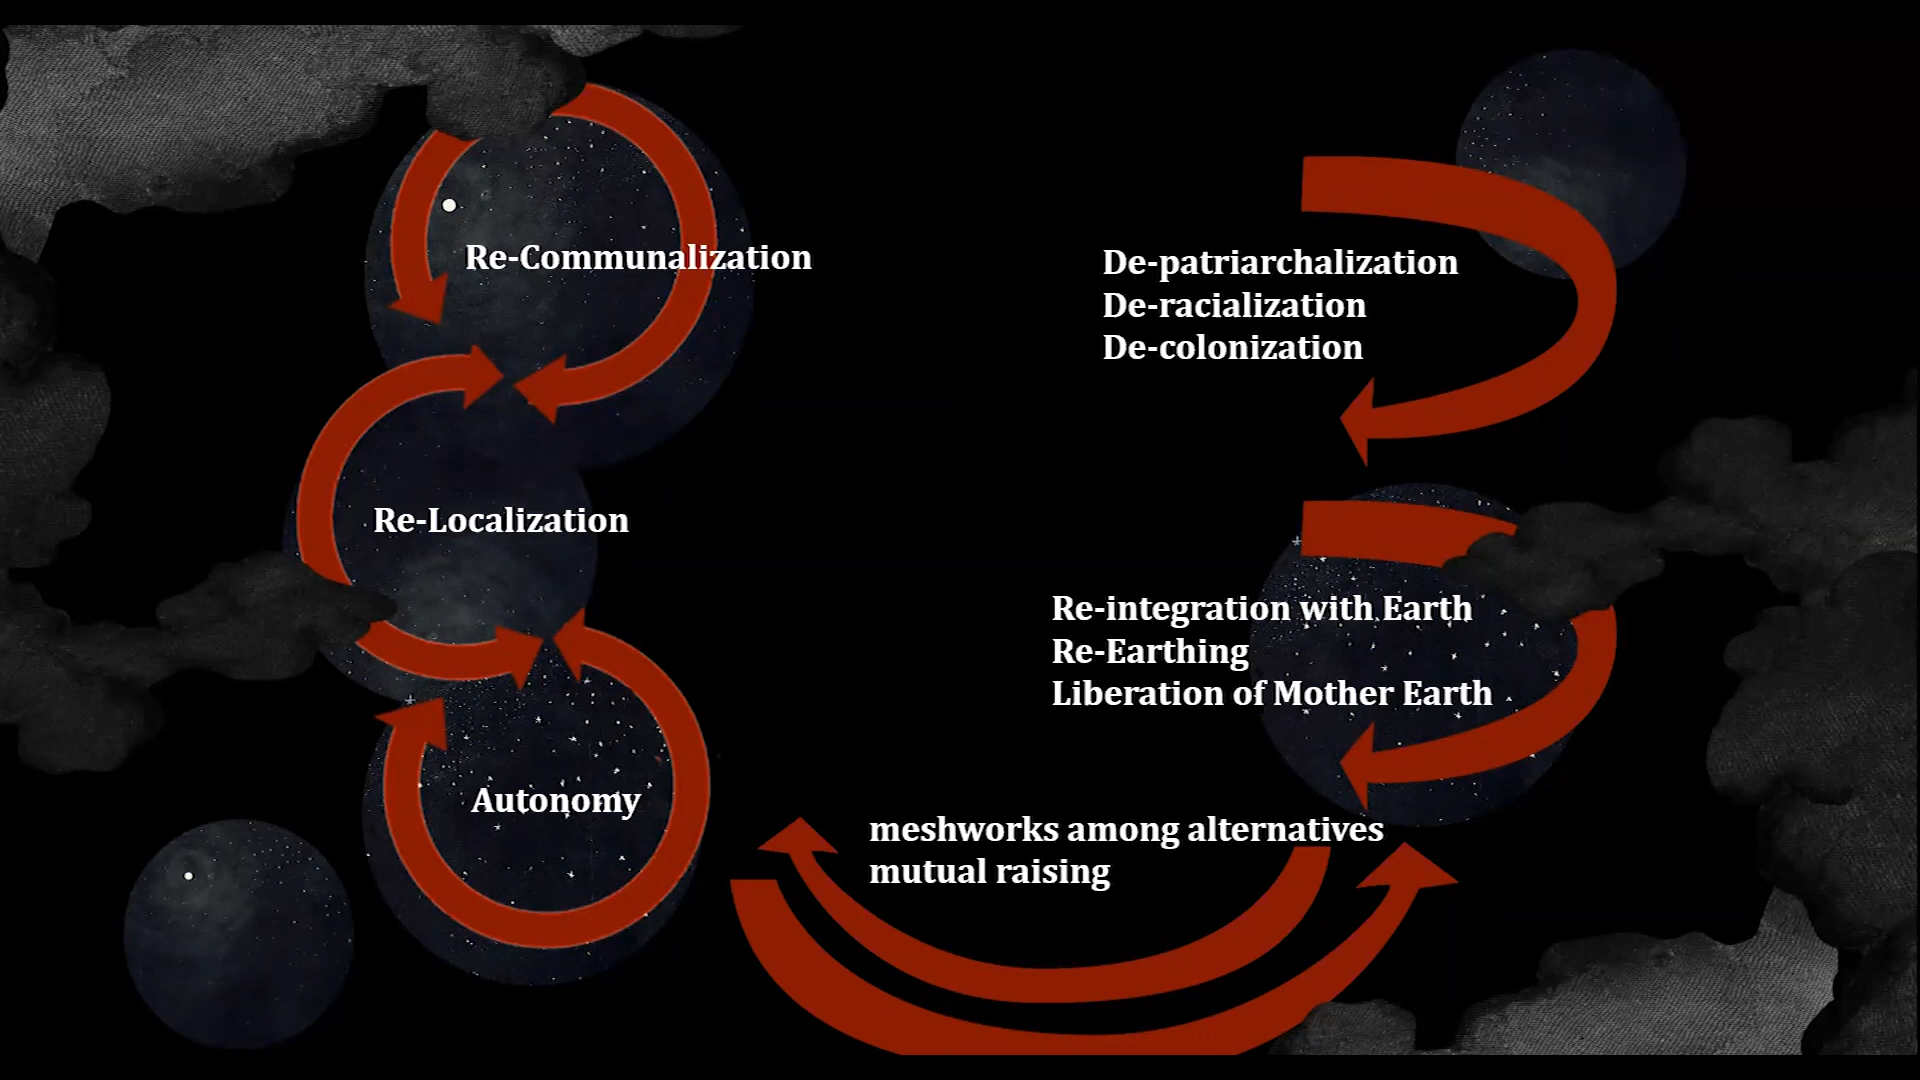 Re-Communalization
Re-Localization
Autonomy
De-patriarchalization
De-racialization
De-colonization
Re-integration with Earth
Re-Earthing
Liberation of Mother Earth
meshworks among alternatives
mutual raising